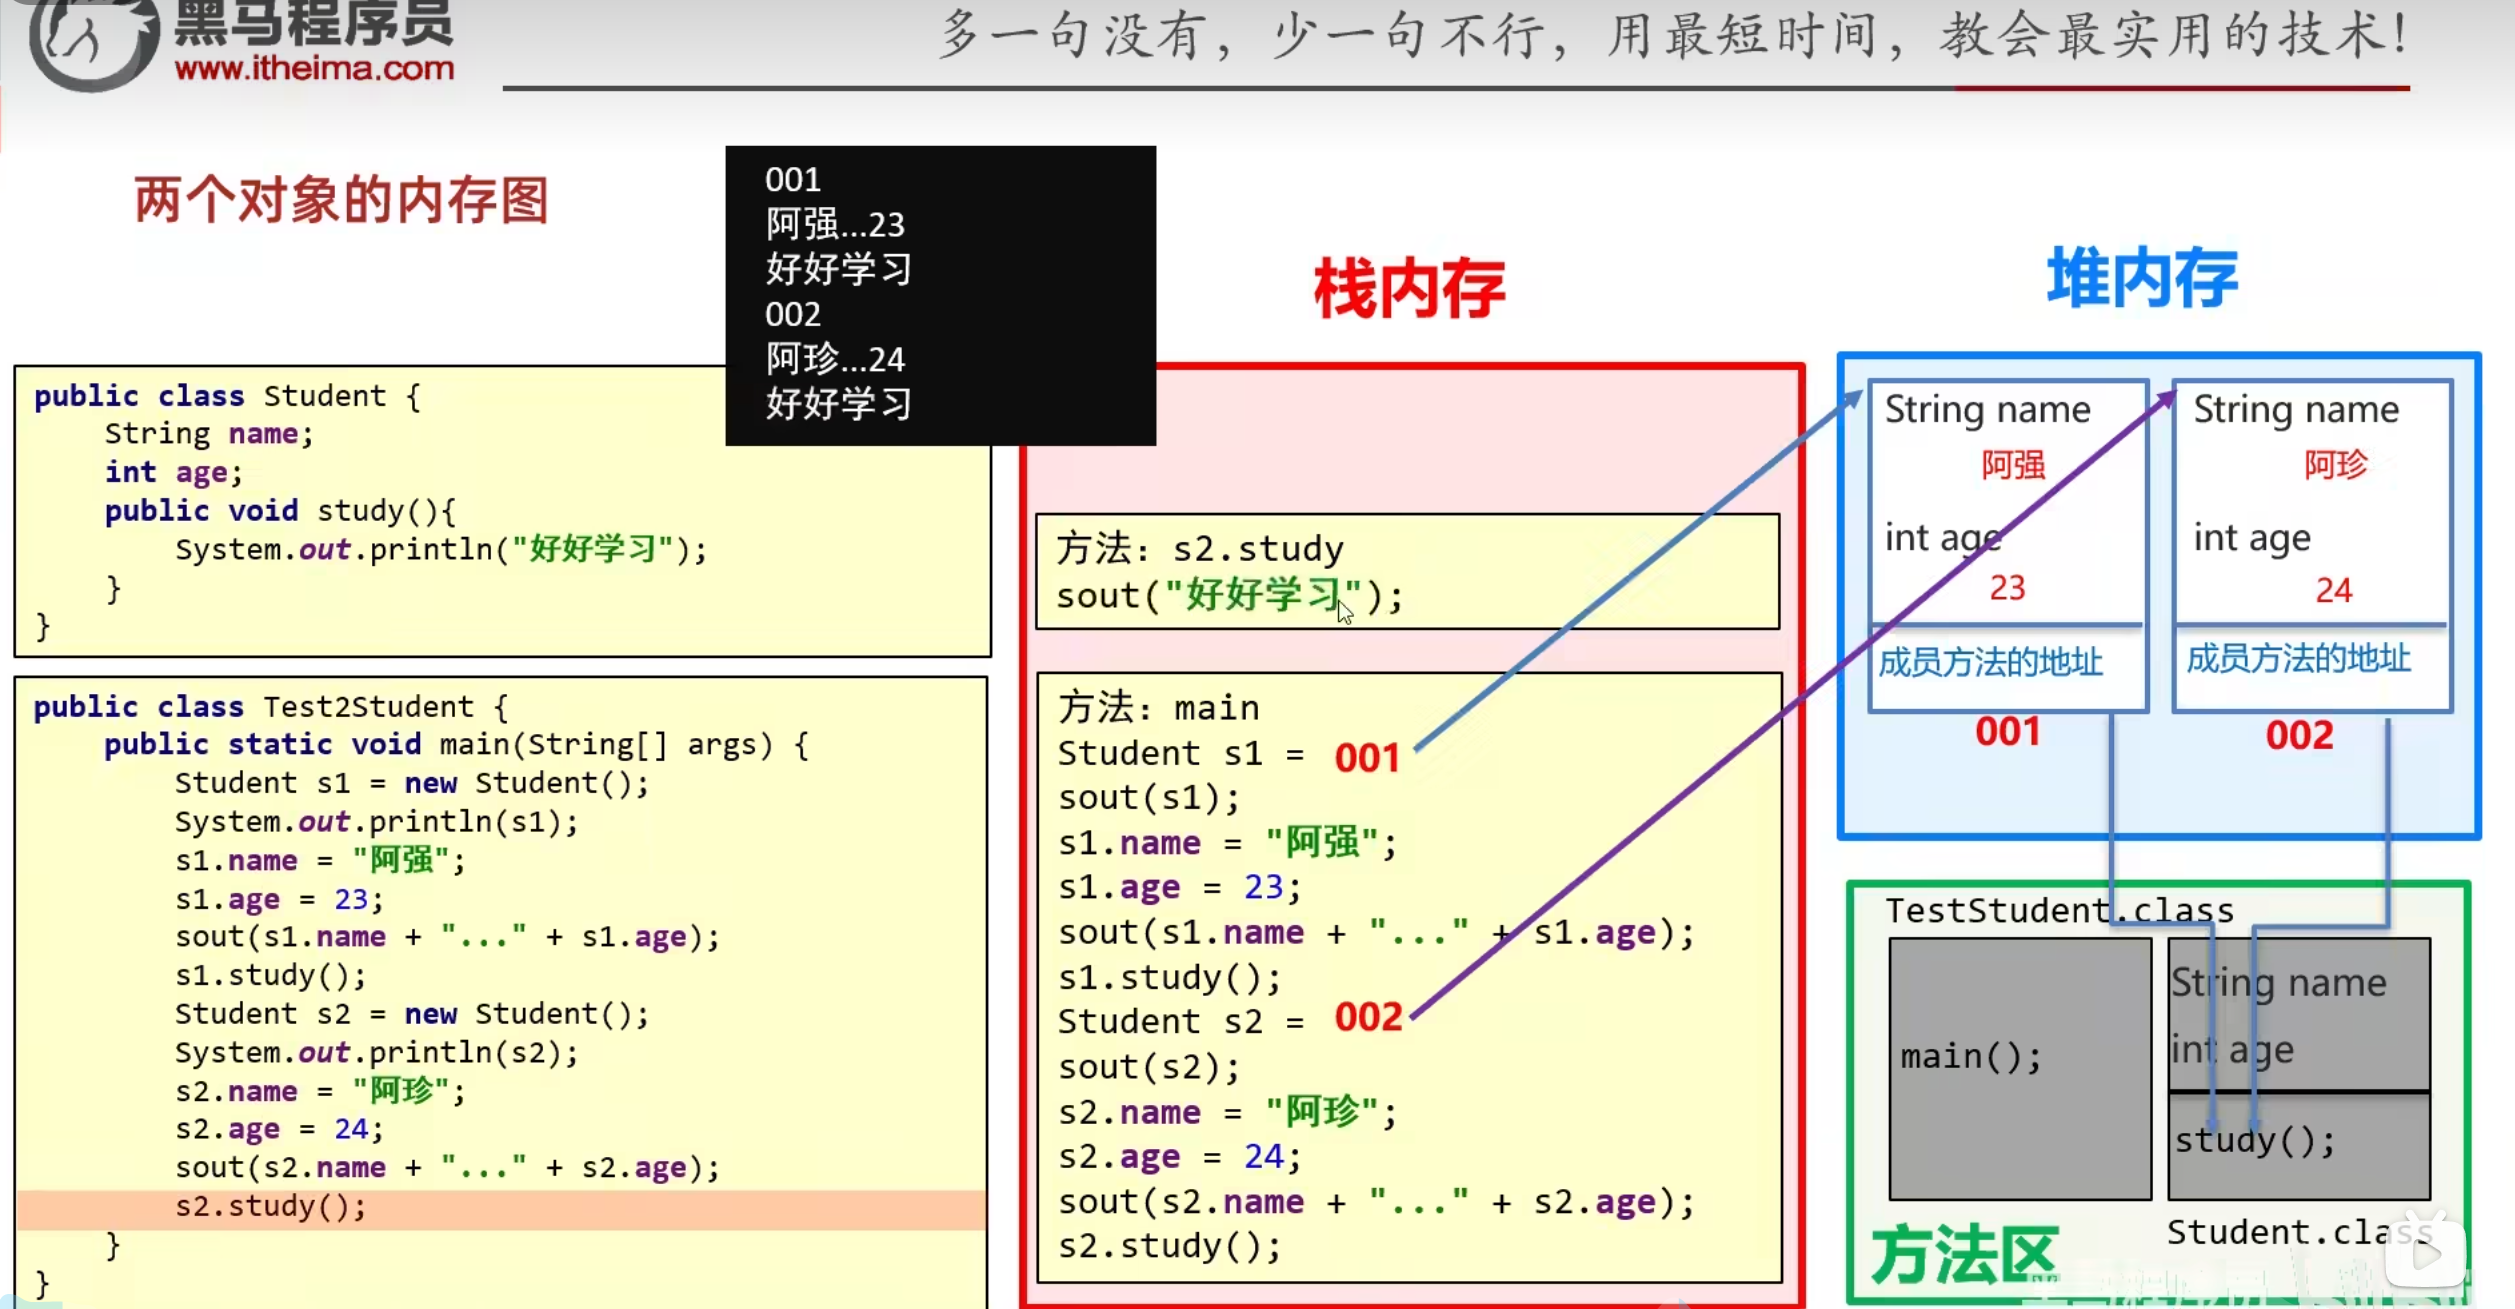 黑马程序员
www.itheima.com
多一句没有，少一句不行，用最短时间，教会最实用的技术！
两个对象的内存图
001
阿强...23
好好学习
002
阿珍...24
好好学习
public class Student {
String name;
int age;
public void study(){
System.out.println("好好学习");
}
}
public class Test2Student {
public static void main(String[] args) {
Student s1 = new Student();
System.out.println(s1);
s1.name = "阿强";
s1.age = 23;
sout(s1.name + "..." + s1.age);
s1.study();
Student s2 = new Student();
System.out.println(s2);
s2.name = "阿珍";
s2.age = 24;
sout(s2.name + "..." + s2.age);
s2.study();
}
}
栈内存
方法：s2.study
sout("好好学习");
方法：main
Student s1 = 001
sout(s1);
s1.name = "阿强";
s1.age = 23;
sout(s1.name + "..." + s1.age);
s1.study();
Student s2 = 002
sout(s2);
s2.name = "阿珍";
s2.age = 24;
sout(s2.name + "..." + s2.age);
s2.study();
堆内存
String name
阿强
int age
23
成员方法的地址
001
String name
阿珍
int age
24
成员方法的地址
002
TestStudent.class
main();
String name
int age
study();
Student.class
方法区